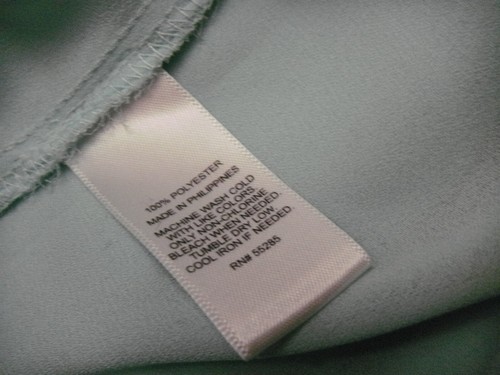 100% POLYESTER
MADE IN PHILIPPINES
MACHINE WASH COLD
WITH LIKE COLORS
ONLY NON-CHLORINE
BLEACH WHEN NEEDED.
TUMBLE DRY LOW
COOL IRON IF NEEDED.
RN# 55285